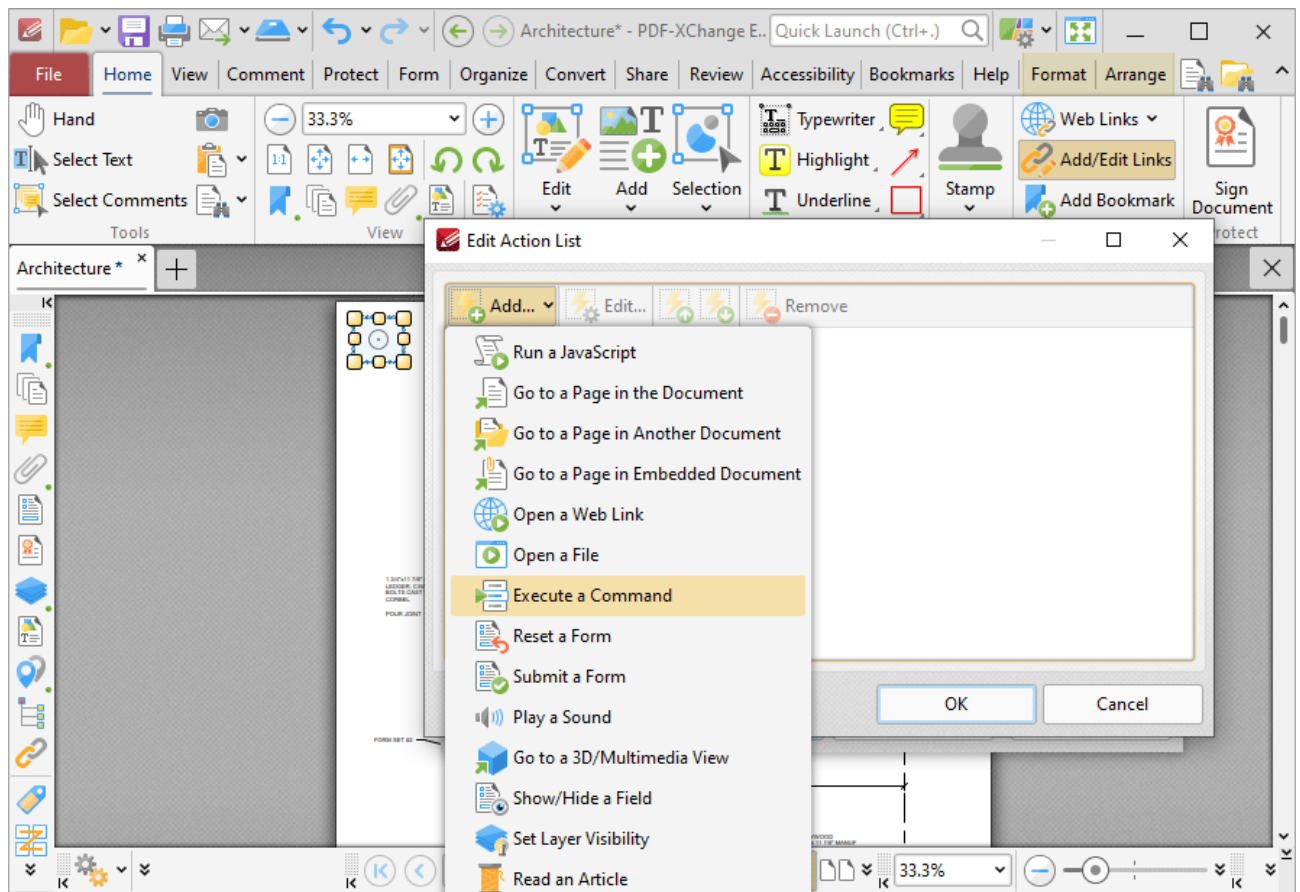 Architecture* - PDF-XChange E..
Quick Launch (Ctrl+.)
File Home View Comment Protect Form Organize Convert Share Review Accessibility Bookmarks Help Format Arrange
Hand
33.3%
Typewriter
Web Links
Select Text
1:1
Highlight
Add/Edit Links
Edit Add Selection
Stamp
Sign Document
Select Comments
Underline
Add Bookmark
Tools
View
rotect
Edit Action List
Architecture *
Add... Edit... Remove
Run a JavaScript
Go to a Page in the Document
Go to a Page in Another Document
Go to a Page in Embedded Document
Open a Web Link
Open a File
Execute a Command
Reset a Form
Submit a Form
OK Cancel
Play a Sound
FORM SET #2
Go to a 3D/Multimedia View
Show/Hide a Field
Set Layer Visibility
Read an Article
33.3%